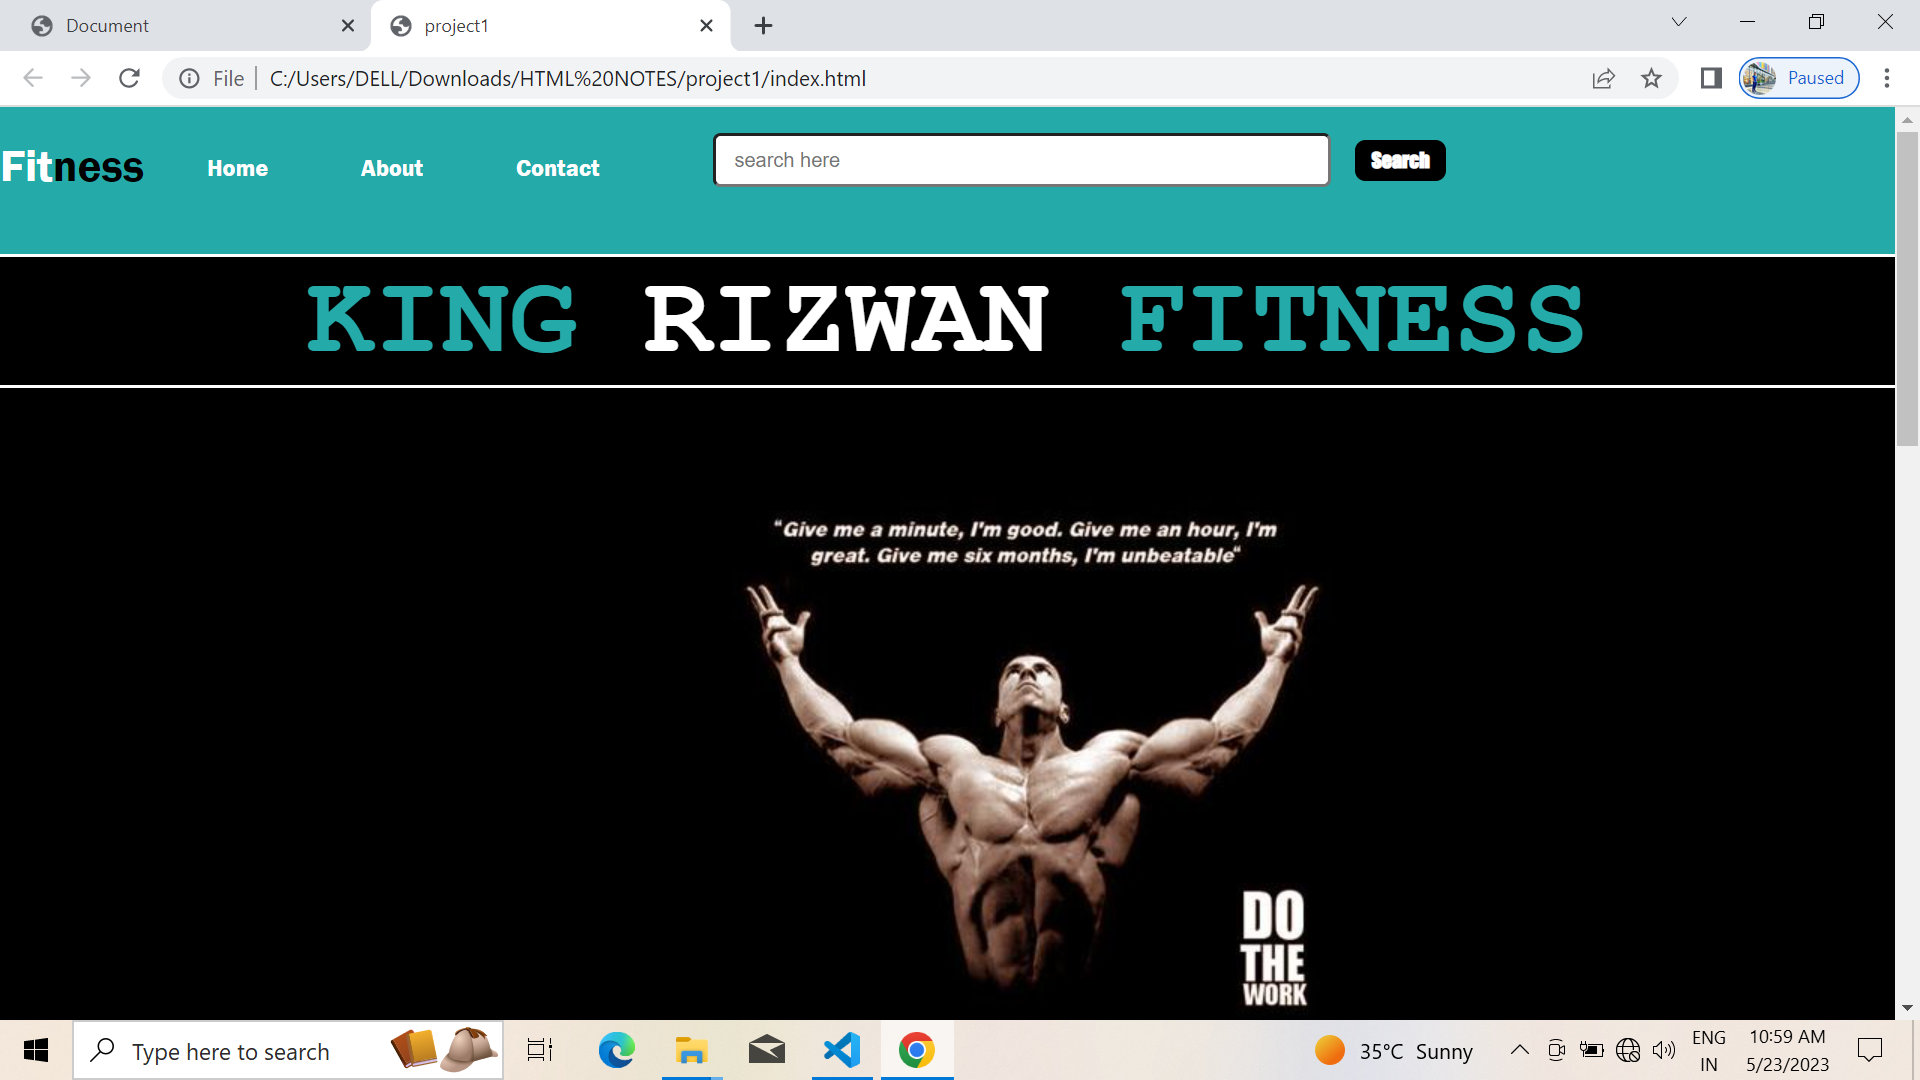 Document
project1
File
C:/Users/DELL/Downloads/HTML%20NOTES/project1/index.html
Paused
Fitness
Home
About
Contact
search here
Search
KING RIZWAN FITNESS
“Give me a minute, I'm good. Give me an hour, I'm
great. Give me six months, I'm unbeatable“
DO
THE
WORK
Type here to search
35°C Sunny
ENG
IN
10:59 AM
5/23/2023